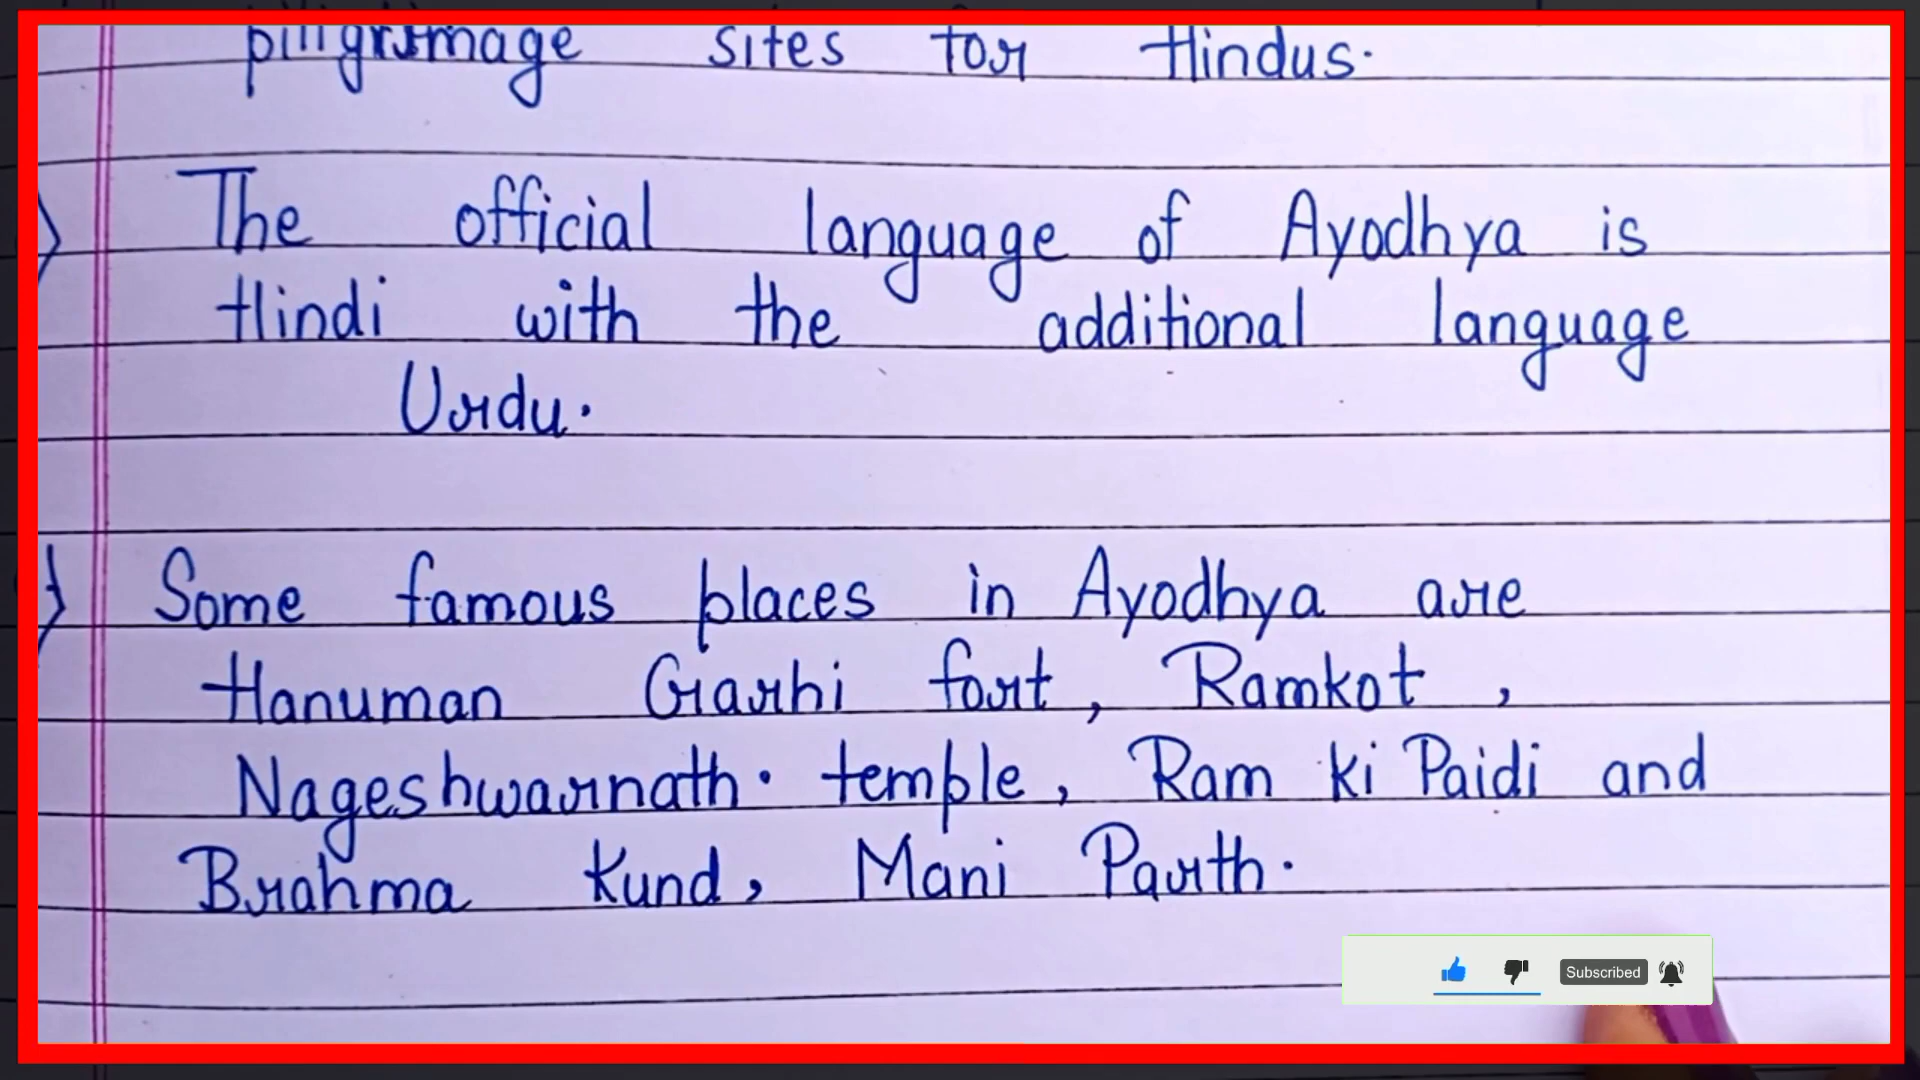 pilgrimage sites for Hindus.
The official language of Ayodhya is
Hindi with the additional language
Urdu.
Some famous places in Ayodhya are
Hanuman Garhi fort, Ramkot,
Nageshwarnath. temple, Ram ki Paidi and
Brahma Kund, Mani Parth.
Subscribed